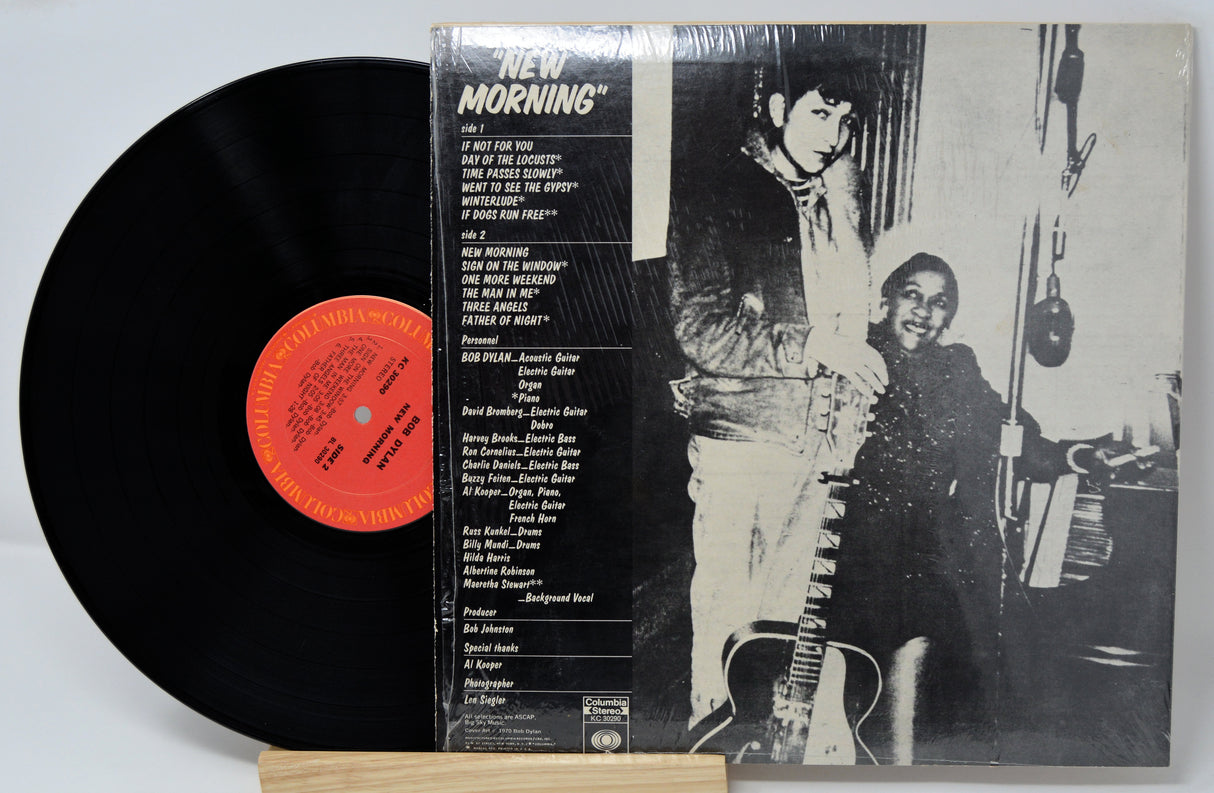 "NEW
MORNING"
side 1
IF NOT FOR YOU
DAY OF THE LOCUSTS*
TIME PASSES SLOWLY*
WENT TO SEE THE GYPSY*
WINTERLUDE*
IF DOGS RUN FREE**
side 2
NEW MORNING
SIGN ON THE WINDOW*
ONE MORE WEEKEND
THE MAN IN ME*
THREE ANGELS
FATHER OF NIGHT*
Personnel
BOB DYLAN_Acoustic Guitar
Electric Guitar
Organ
*Piano
David Bromberg_Electric Guitar
Dobro
Harvey Brooks_Electric Bass
Ron Cornelius_Electric Guitar
Charlie Daniels_Electric Bass
Buzzy Feiten_Electric Guitar
Al Kooper_Organ, Piano,
Electric Guitar
French Horn
Russ Kunkel_Drums
Billy Mundi_Drums
Hilda Harris
Albertine Robinson
Maeretha Stewart**
_Background Vocal
Producer
Bob Johnston
Special thanks
Al Kooper
Photographer
Len Siegler
All selections are ASCAP.
Big Sky Music.
Cover Art © 1970 Bob Dylan
Columbia
Stereo
KC 30290
COLUMBIA COLUMBIA COLUMBIA COLUMBIA COLUMBIA
BOB DYLAN
NEW MORNING
KC 30290
STEREO
SIDE 2
BL 30290